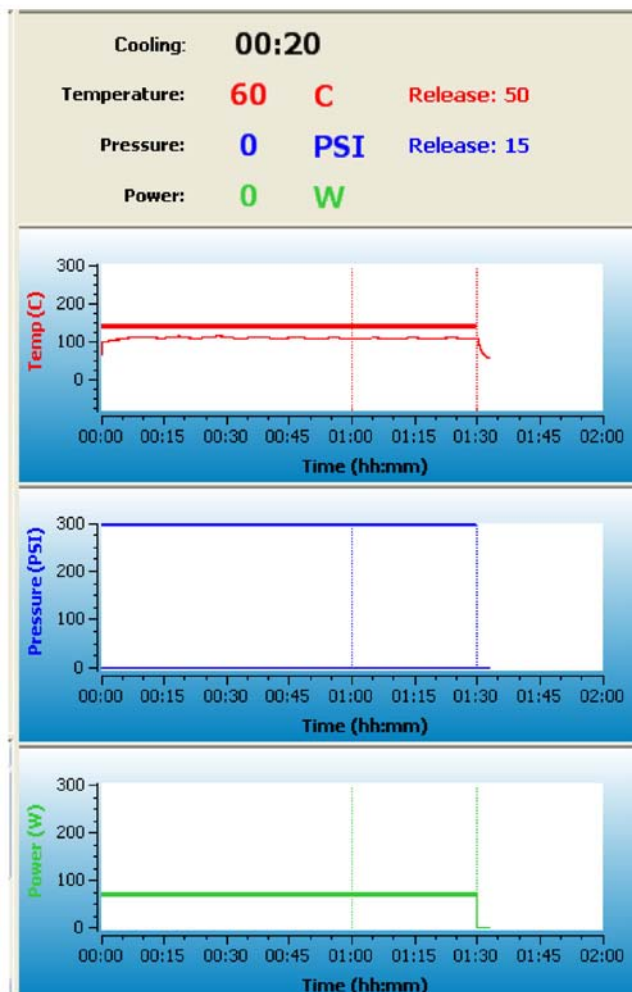 Cooling: 00:20
Temperature: 60 C Release: 50
Pressure: 0 PSI Release: 15
Power: 0 W
Temp (C)
300
200
100
0
00:00 00:15 00:30 00:45 01:00 01:15 01:30 01:45 02:00
Time (hh:mm)
Pressure (PSI)
300
200
100
0
00:00 00:15 00:30 00:45 01:00 01:15 01:30 01:45 02:00
Time (hh:mm)
Power (W)
300
200
100
0
00:00 00:15 00:30 00:45 01:00 01:15 01:30 01:45 02:00
Time (hh:mm)